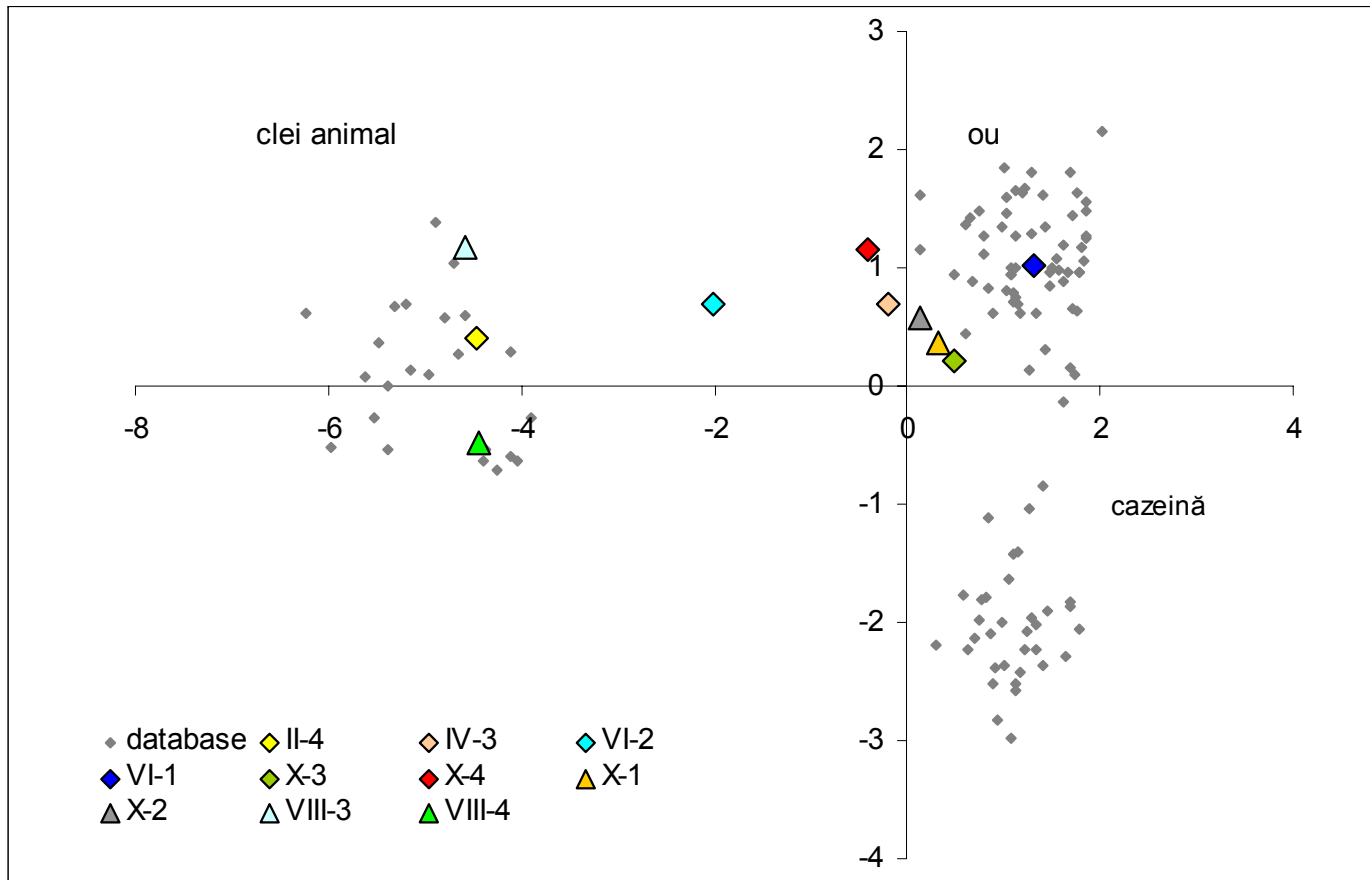 3
clei animal
ou
2
1
0
-8 -6 -4 -2 0 2 4
-1
cazeină
-2
database II-4 IV-3 VI-2
-3
VI-1 X-3 X-4 X-1
X-2 VIII-3 VIII-4
-4